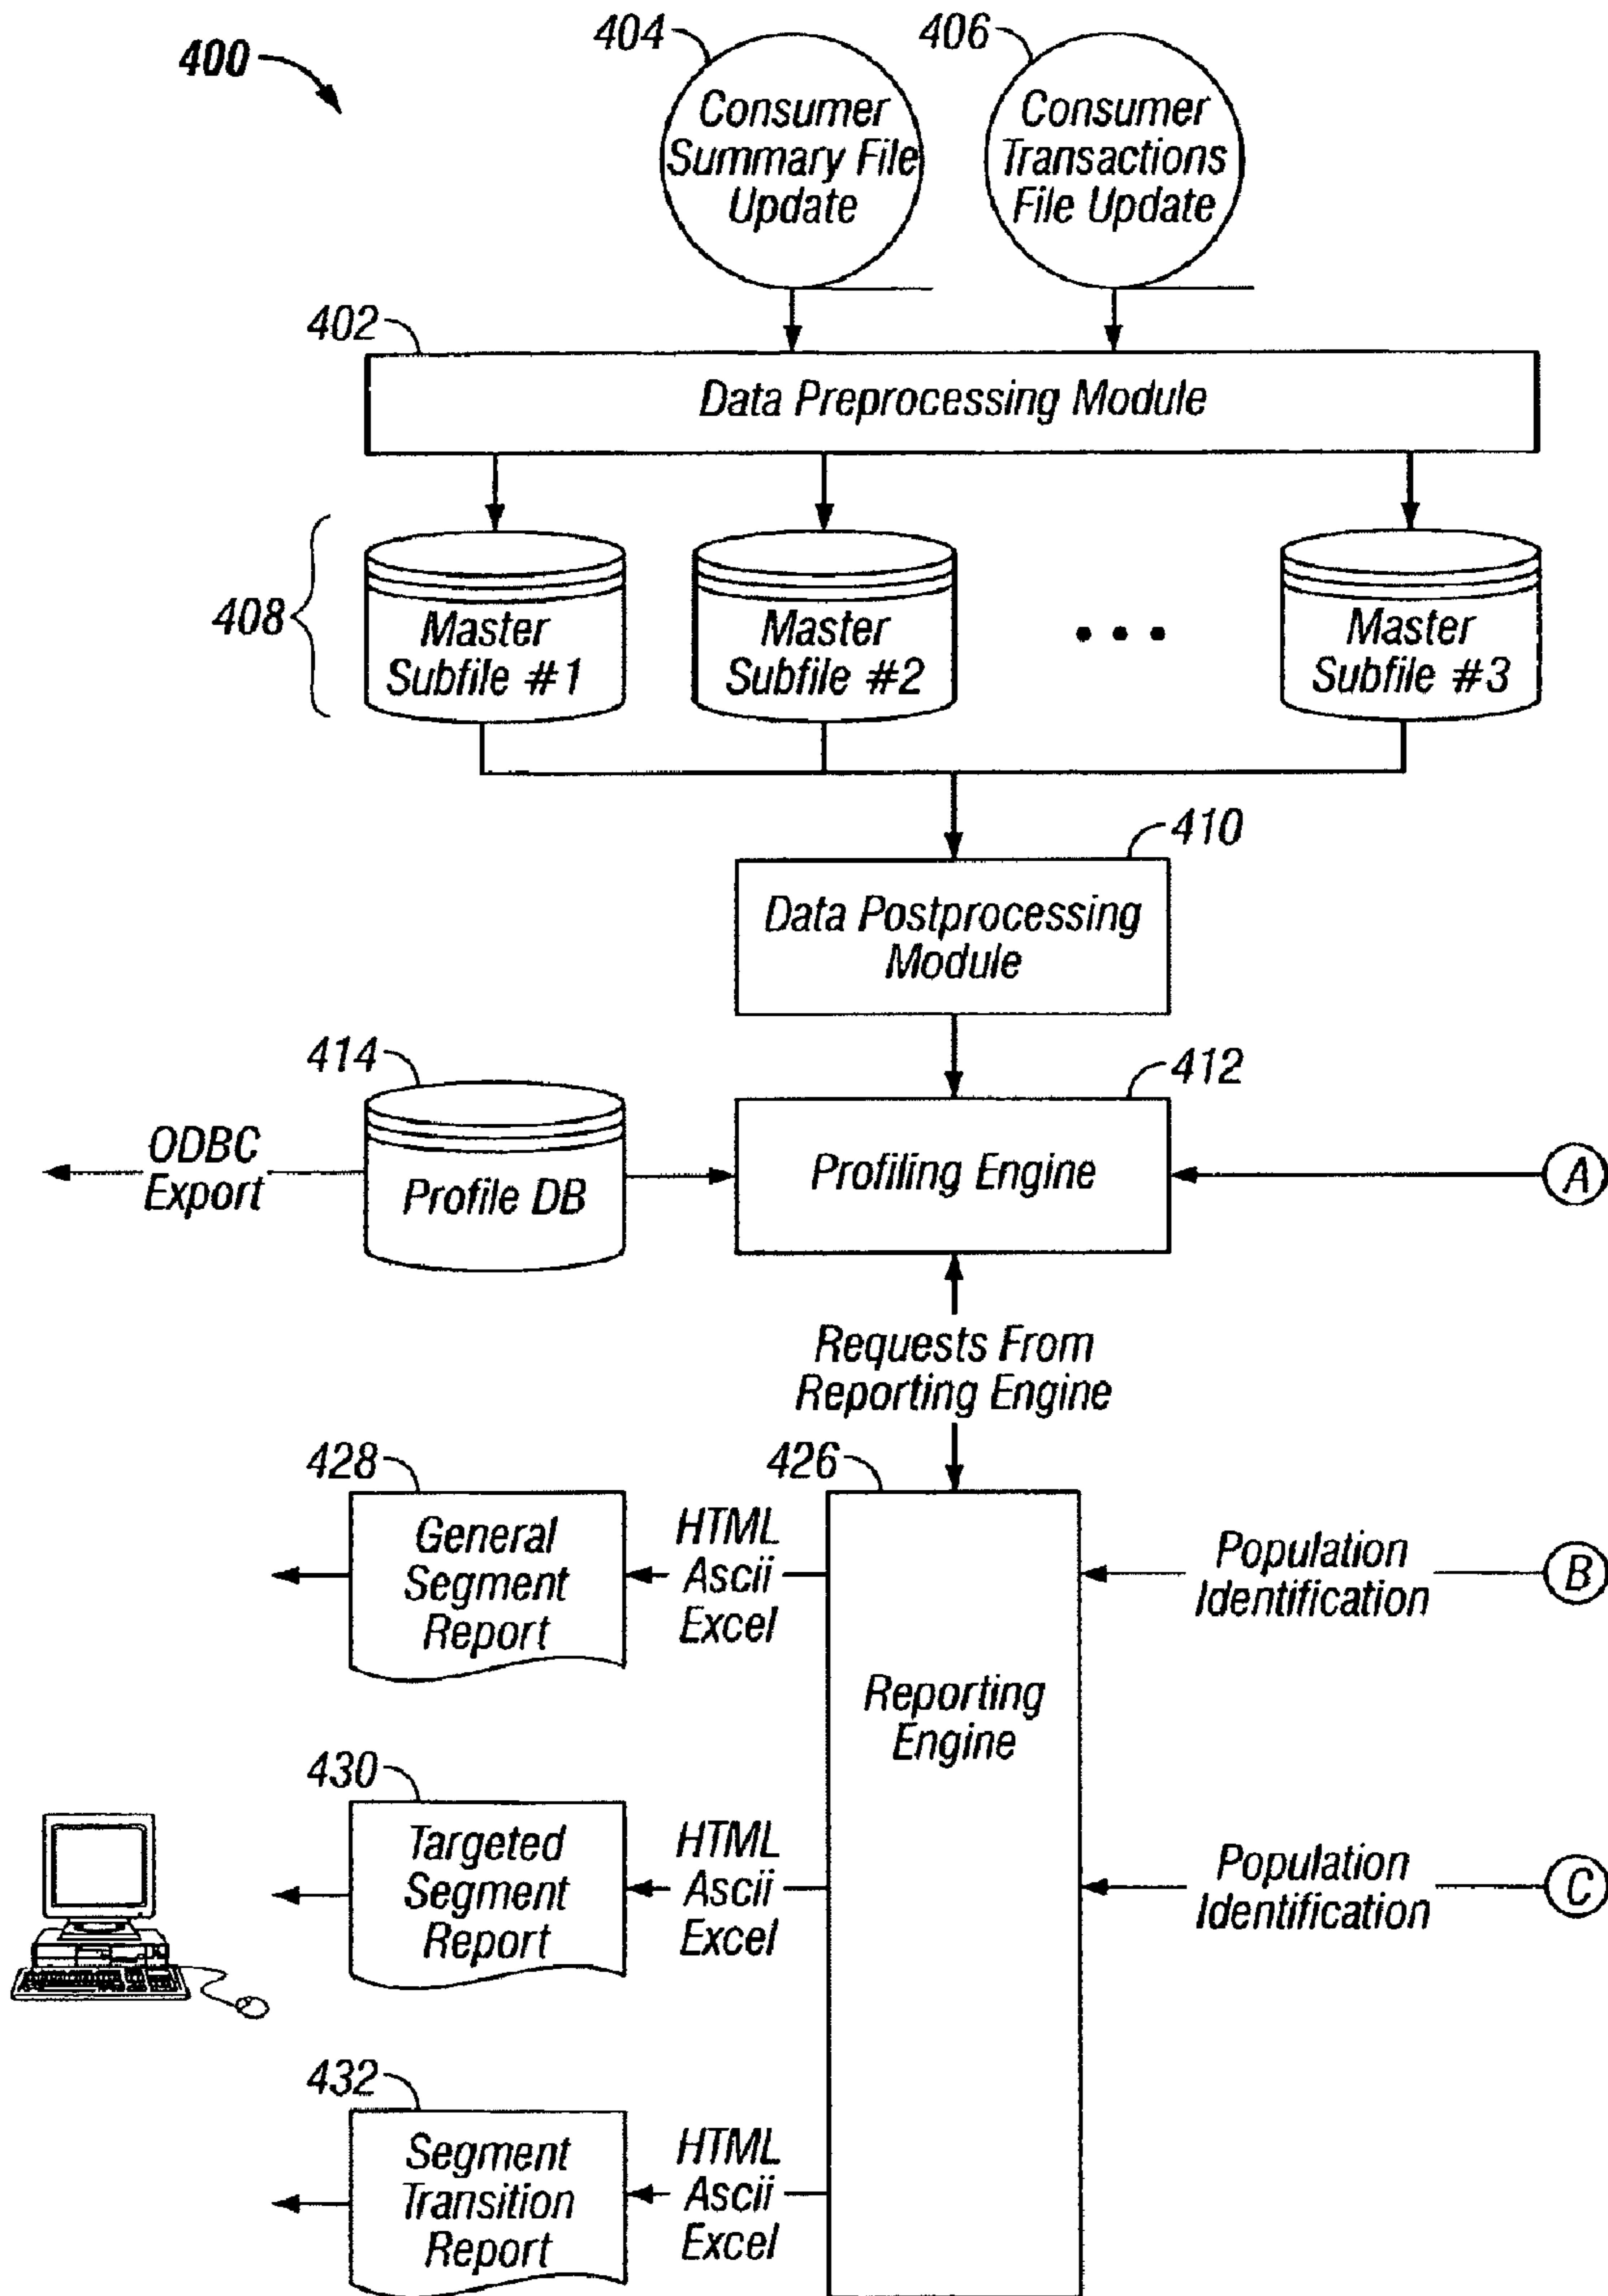 400
404
406
Consumer
Summary File
Update
Consumer
Transactions
File Update
402
Data Preprocessing Module
408
Master
Subfile #1
Master
Subfile #2
• • •
Master
Subfile #3
410
Data Postprocessing
Module
414
412
ODBC
Export
Profile DB
Profiling Engine
A
Requests From
Reporting Engine
428
426
General
Segment
Report
HTML
Ascii
Excel
Population
Identification
B
Reporting
Engine
430
Targeted
Segment
Report
HTML
Ascii
Excel
Population
Identification
C
432
Segment
Transition
Report
HTML
Ascii
Excel